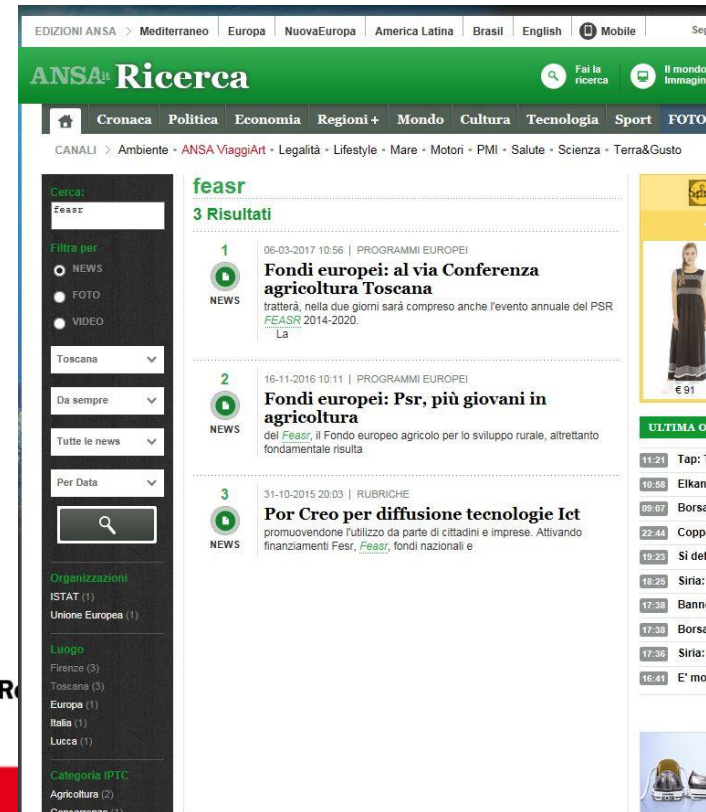 EDIZIONI ANSA > Mediterraneo Europa NuovaEuropa America Latina Brasil English Mobile
ANSA.it Ricerca
Fai la
ricerca
Il mondo
Cronaca Politica Economia Regioni + Mondo Cultura Tecnologia Sport FOTO
CANALI > Ambiente • ANSA ViaggiArt • Legalità • Lifestyle • Mare • Motori • PMI • Salute • Scienza • Terra&Gusto
Cerca:
feasr
Filtra per
NEWS
FOTO
VIDEO
Toscana
Da sempre
Tutte le news
Per Data
Organizzazioni
ISTAT (1)
Unione Europea (1)
Luogo
Firenze (3)
Toscana (3)
Europa (1)
Italia (1)
Lucca (1)
Categoria IPTC
Agricoltura (2)
feasr
3 Risultati
1
NEWS
06-03-2017 10:56 | PROGRAMMI EUROPEI
Fondi europei: al via Conferenza
agricoltura Toscana
tratterà, nella due giorni sarà compreso anche l'evento annuale del PSR
FEASR 2014-2020.
La
2
NEWS
16-11-2016 10:11 | PROGRAMMI EUROPEI
Fondi europei: Psr, più giovani in
agricoltura
del Feasr, il Fondo europeo agricolo per lo sviluppo rurale, altrettanto
fondamentale risulta
3
NEWS
31-10-2015 20:03 | RUBRICHE
Por Creo per diffusione tecnologie Ict
promuovendone l'utilizzo da parte di cittadini e imprese. Attivando
finanziamenti Fesr, Feasr, fondi nazionali e
€ 91
ULTIMA O
11:21 Tap:
10:58 Elkan
09:07 Borsa
22:44 Coppa
19:23 Si def
18:25 Siria:
17:38 Banno
17:38 Borsa
17:36 Siria:
16:41 E' mo